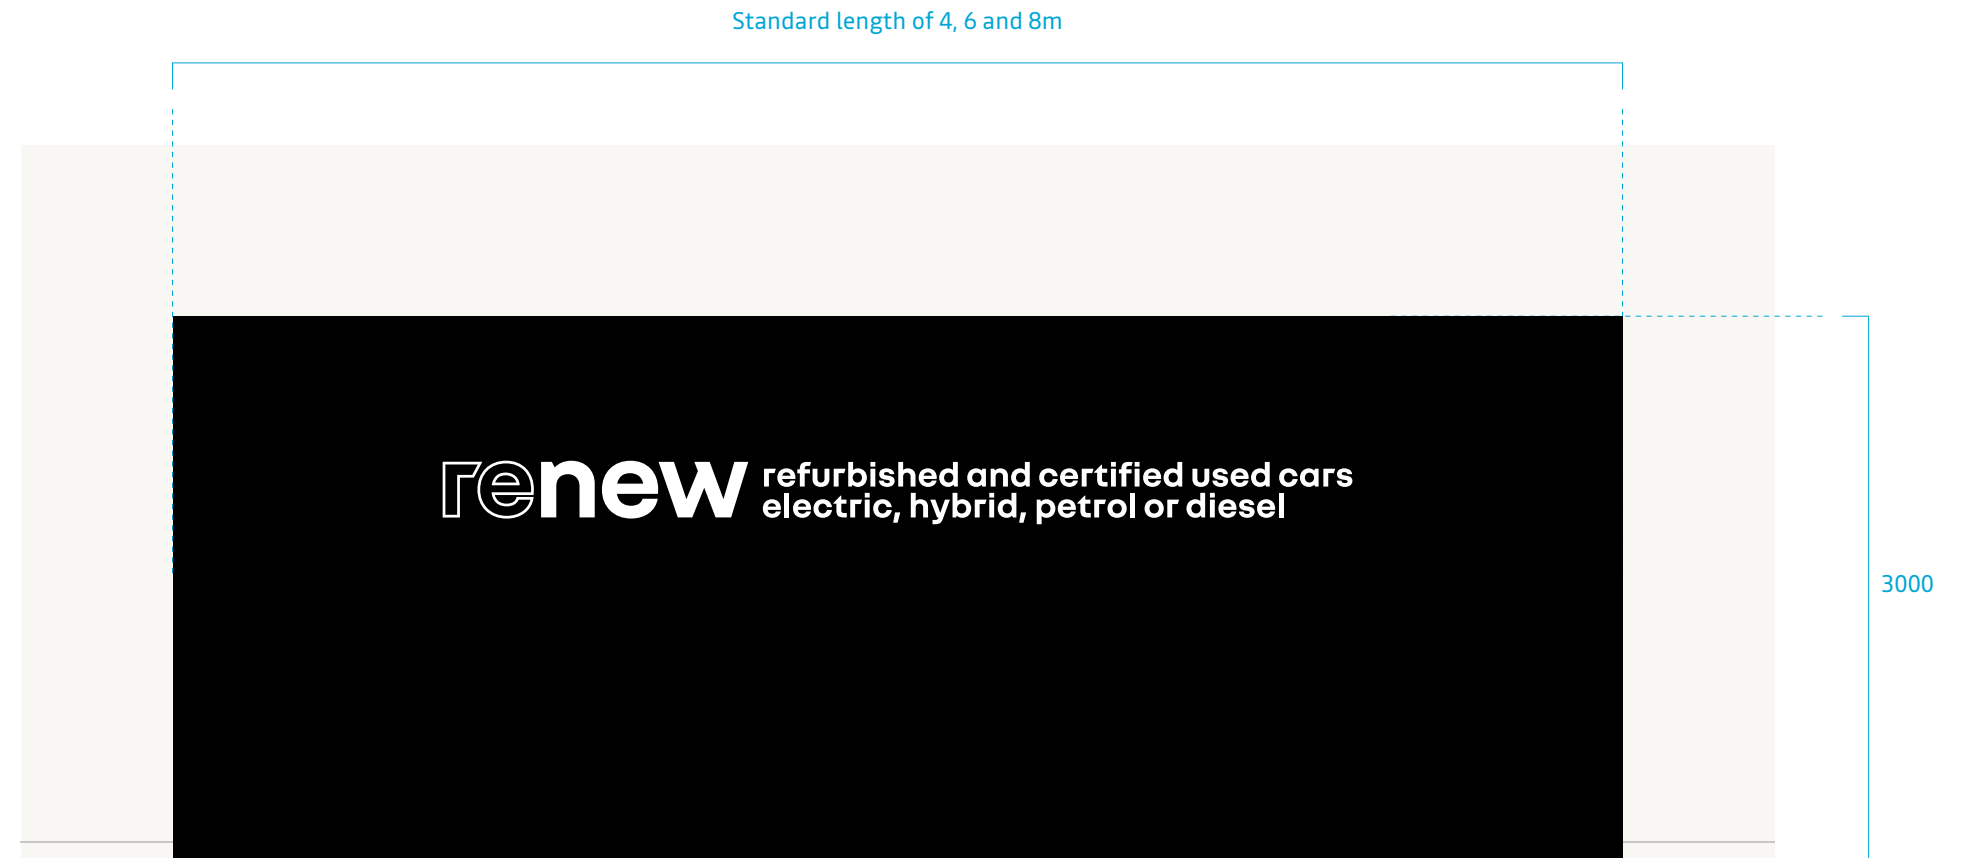 Standard length of 4, 6 and 8m
renew
refurbished and certified used cars
electric, hybrid, petrol or diesel
3000